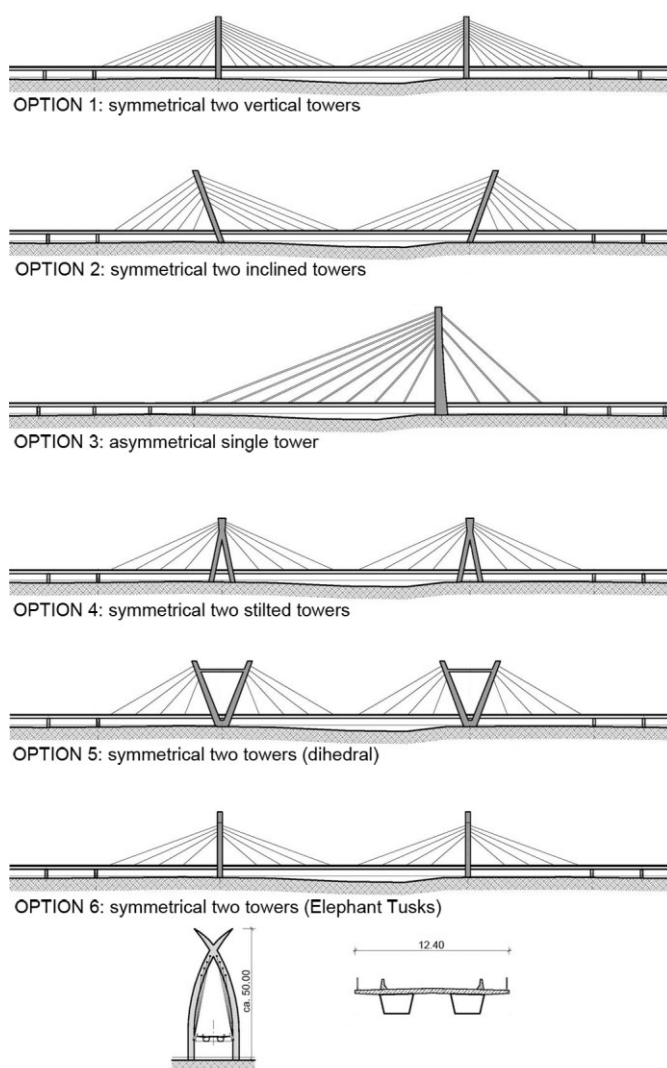 OPTION 1: symmetrical two vertical towers
OPTION 2: symmetrical two inclined towers
OPTION 3: asymmetrical single tower
OPTION 4: symmetrical two stilted towers
OPTION 5: symmetrical two towers (dihedral)
OPTION 6: symmetrical two towers (Elephant Tusks)
ca. 50.00
12.40